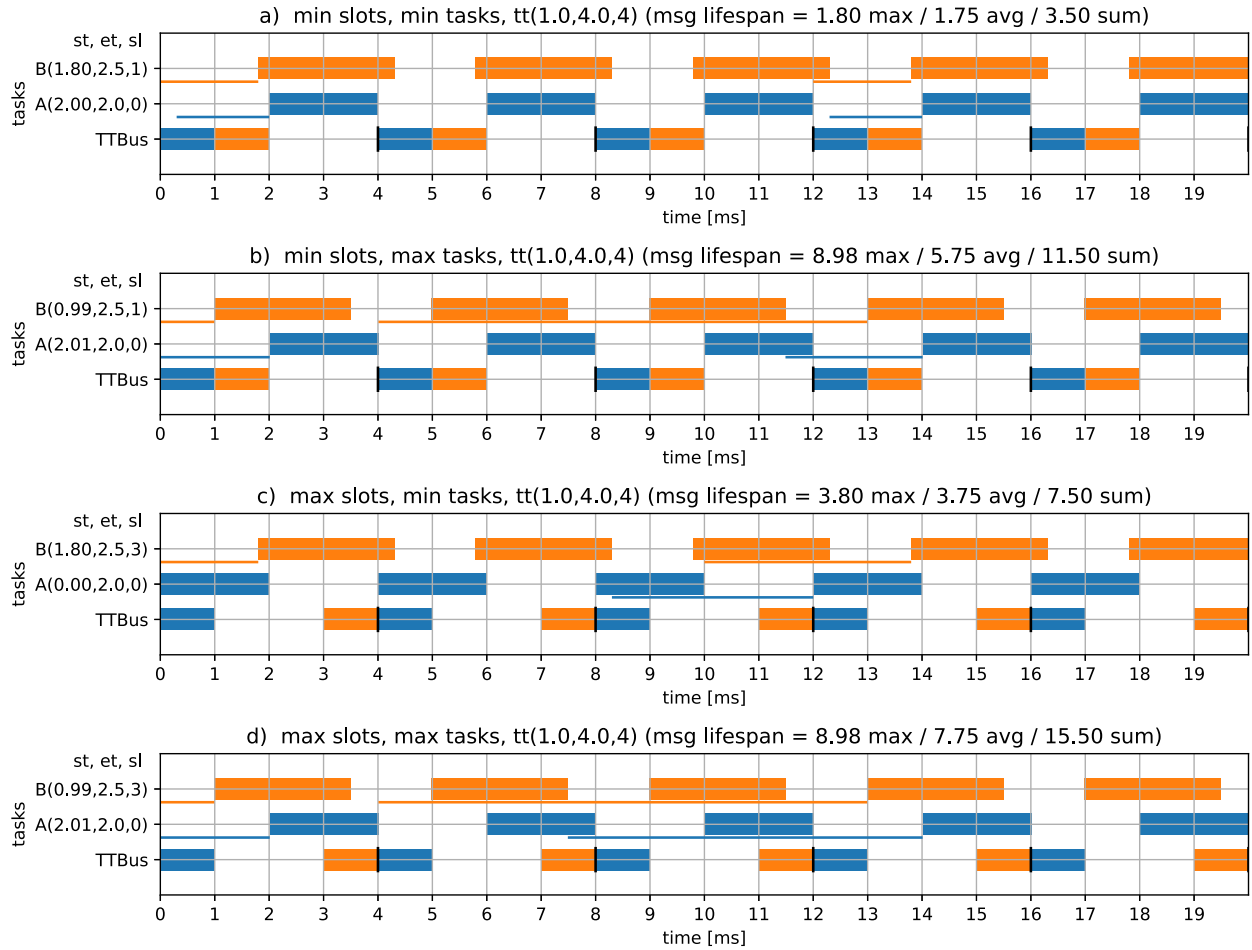 a)  min slots, min tasks, tt(1.0,4.0,4) (msg lifespan = 1.80 max / 1.75 avg / 3.50 sum)
st, et, sl
B(1.80,2.5,1)
A(2.00,2.0,0)
TTBus
tasks
0 1 2 3 4 5 6 7 8 9 10 11 12 13 14 15 16 17 18 19
time [ms]
b)  min slots, max tasks, tt(1.0,4.0,4) (msg lifespan = 8.98 max / 5.75 avg / 11.50 sum)
st, et, sl
B(0.99,2.5,1)
A(2.01,2.0,0)
TTBus
tasks
0 1 2 3 4 5 6 7 8 9 10 11 12 13 14 15 16 17 18 19
time [ms]
c)  max slots, min tasks, tt(1.0,4.0,4) (msg lifespan = 3.80 max / 3.75 avg / 7.50 sum)
st, et, sl
B(1.80,2.5,3)
A(0.00,2.0,0)
TTBus
tasks
0 1 2 3 4 5 6 7 8 9 10 11 12 13 14 15 16 17 18 19
time [ms]
d)  max slots, max tasks, tt(1.0,4.0,4) (msg lifespan = 8.98 max / 7.75 avg / 15.50 sum)
st, et, sl
B(0.99,2.5,3)
A(2.01,2.0,0)
TTBus
tasks
0 1 2 3 4 5 6 7 8 9 10 11 12 13 14 15 16 17 18 19
time [ms]